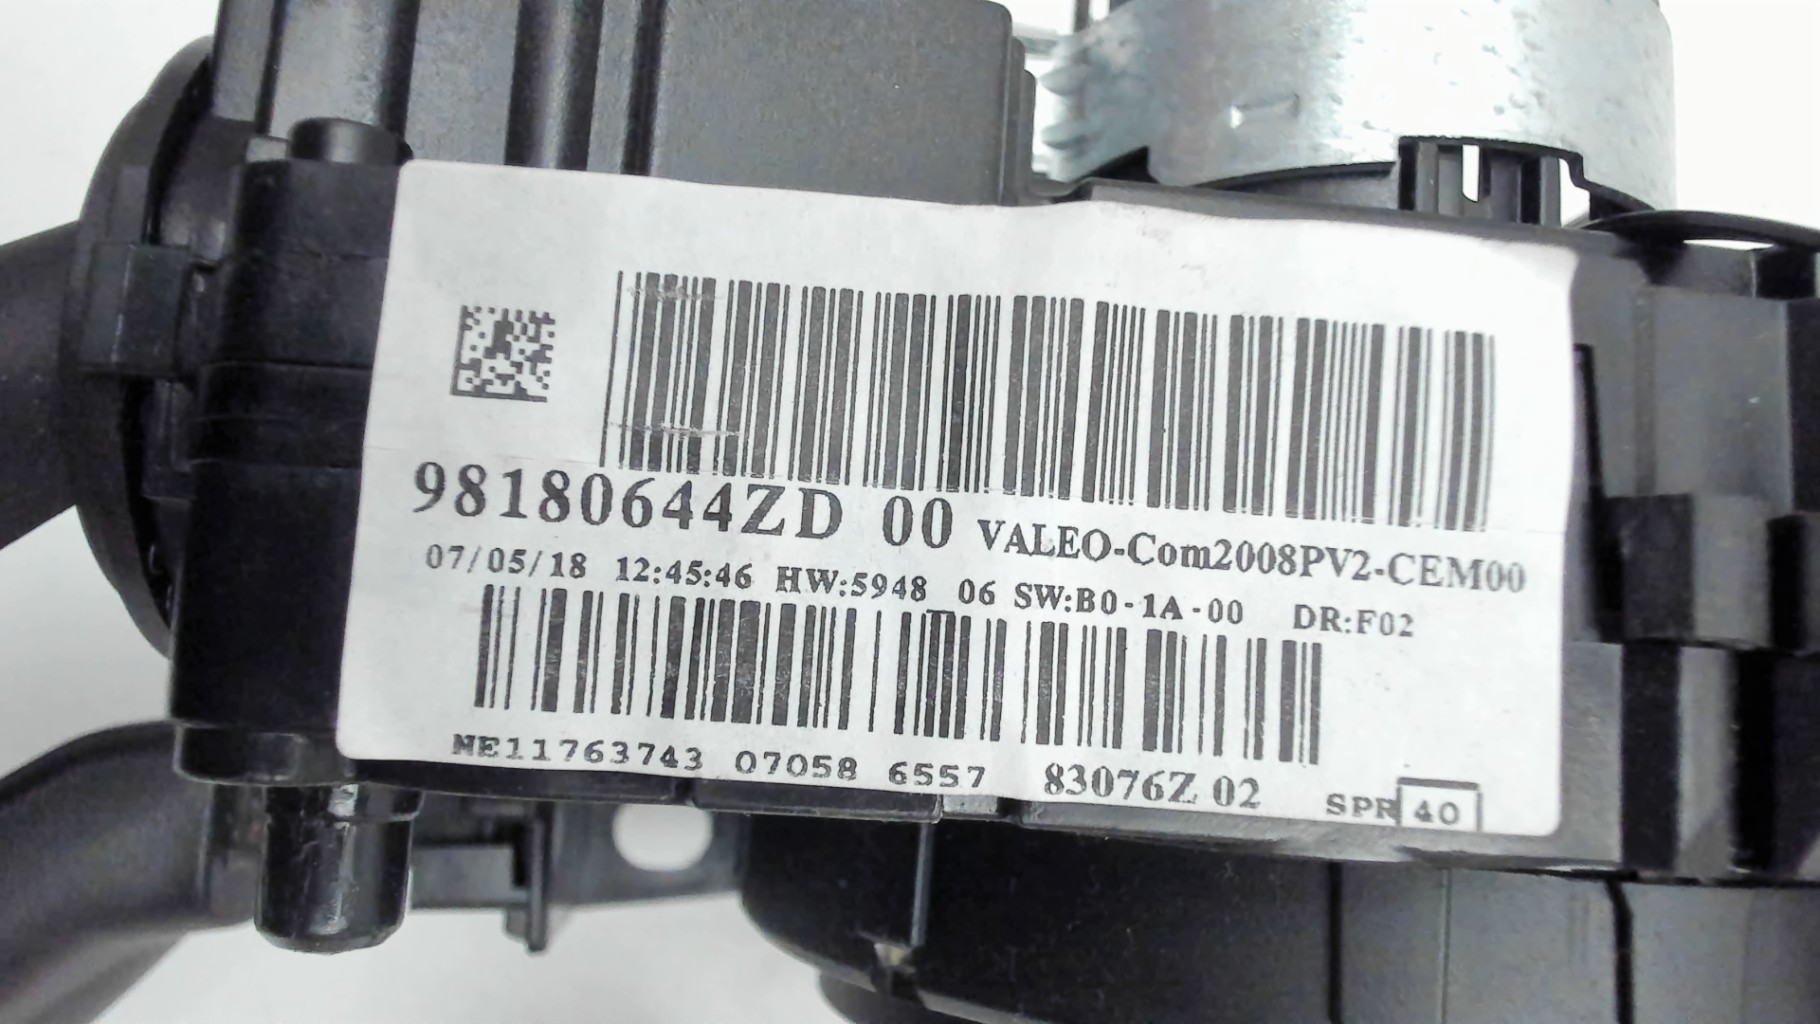 98180644ZD 00 VALEO-Com2008PV2-CEM00
07/05/18 12:45:46 HW:5948 06 SW:B0-1A-00 DR:F02
NE11763743 07058 6557 83076Z 02 SPR 40